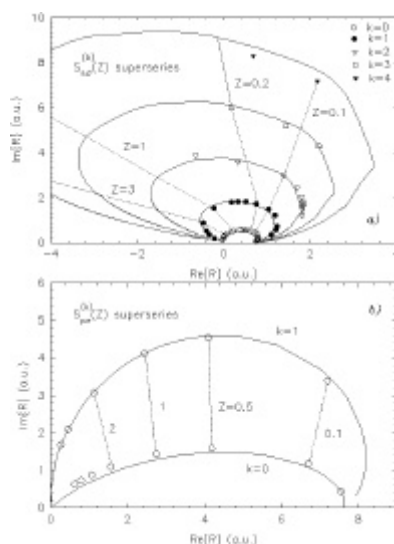 k=0
k=1
k=2
k=3
k=4
(Z) superseries
Z=0.2
Z=0.1
Z=1
Z=3
a)
10
8
6
4
2
0
Im[R] (a.u.)
-4
-2
0
2
4
Re[R] (a.u.)
(Z) superseries
b)
k=1
2
1
Z=0.5
0.1
k=0
6
5
4
3
2
1
0
Im[R] (a.u.)
0
2
4
6
8
Re[R] (a.u.)